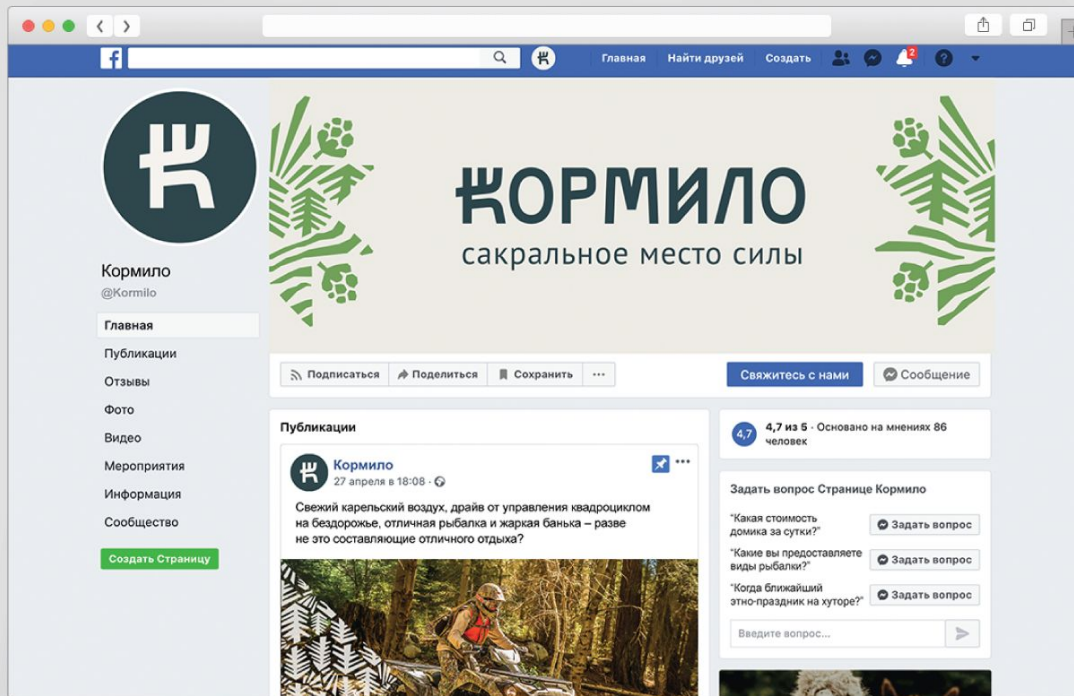 Главная
Найти друзей
Создать
2
КОРМИЛО
сакральное место силы
Кормило
@Kormilo
Главная
Публикации
Отзывы
Фото
Видео
Мероприятия
Информация
Сообщество
Создать Страницу
Подписаться
Поделиться
Сохранить
Свяжитесь с нами
Сообщение
Публикации
Кормило
27 апреля в 18:08 ·
Свежий карельский воздух, драйв от управления квадроциклом
на бездорожье, отличная рыбалка и жаркая банька – разве
не это составляющие отличного отдыха?
4,7
4,7 из 5 · Основано на мнениях 86
человек
Задать вопрос Странице Кормило
“Какая стоимость
домика за сутки?”
Задать вопрос
“Какие вы предоставляете
виды рыбалки?”
Задать вопрос
“Когда ближайший
этно-праздник на хуторе?”
Задать вопрос
Введите вопрос...